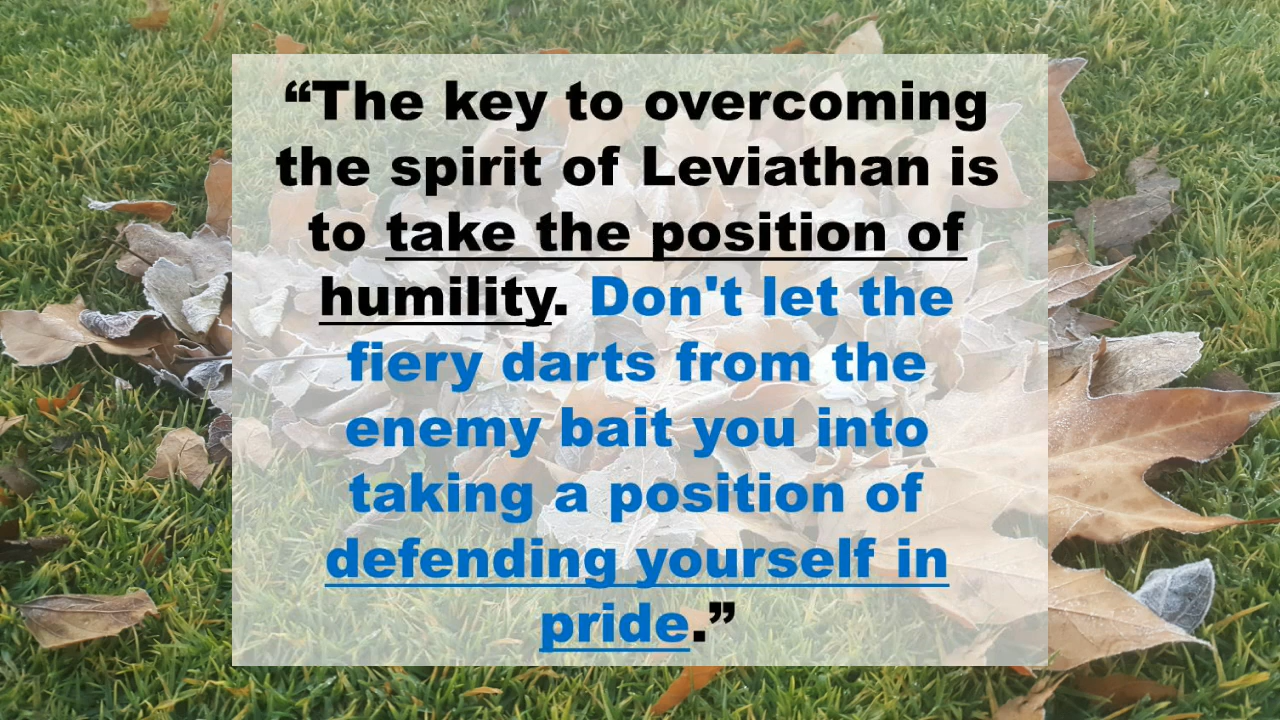 “The key to overcoming
the spirit of Leviathan is
to take the position of
humility. Don't let the
fiery darts from the
enemy bait you into
taking a position of
defending yourself in
pride.”